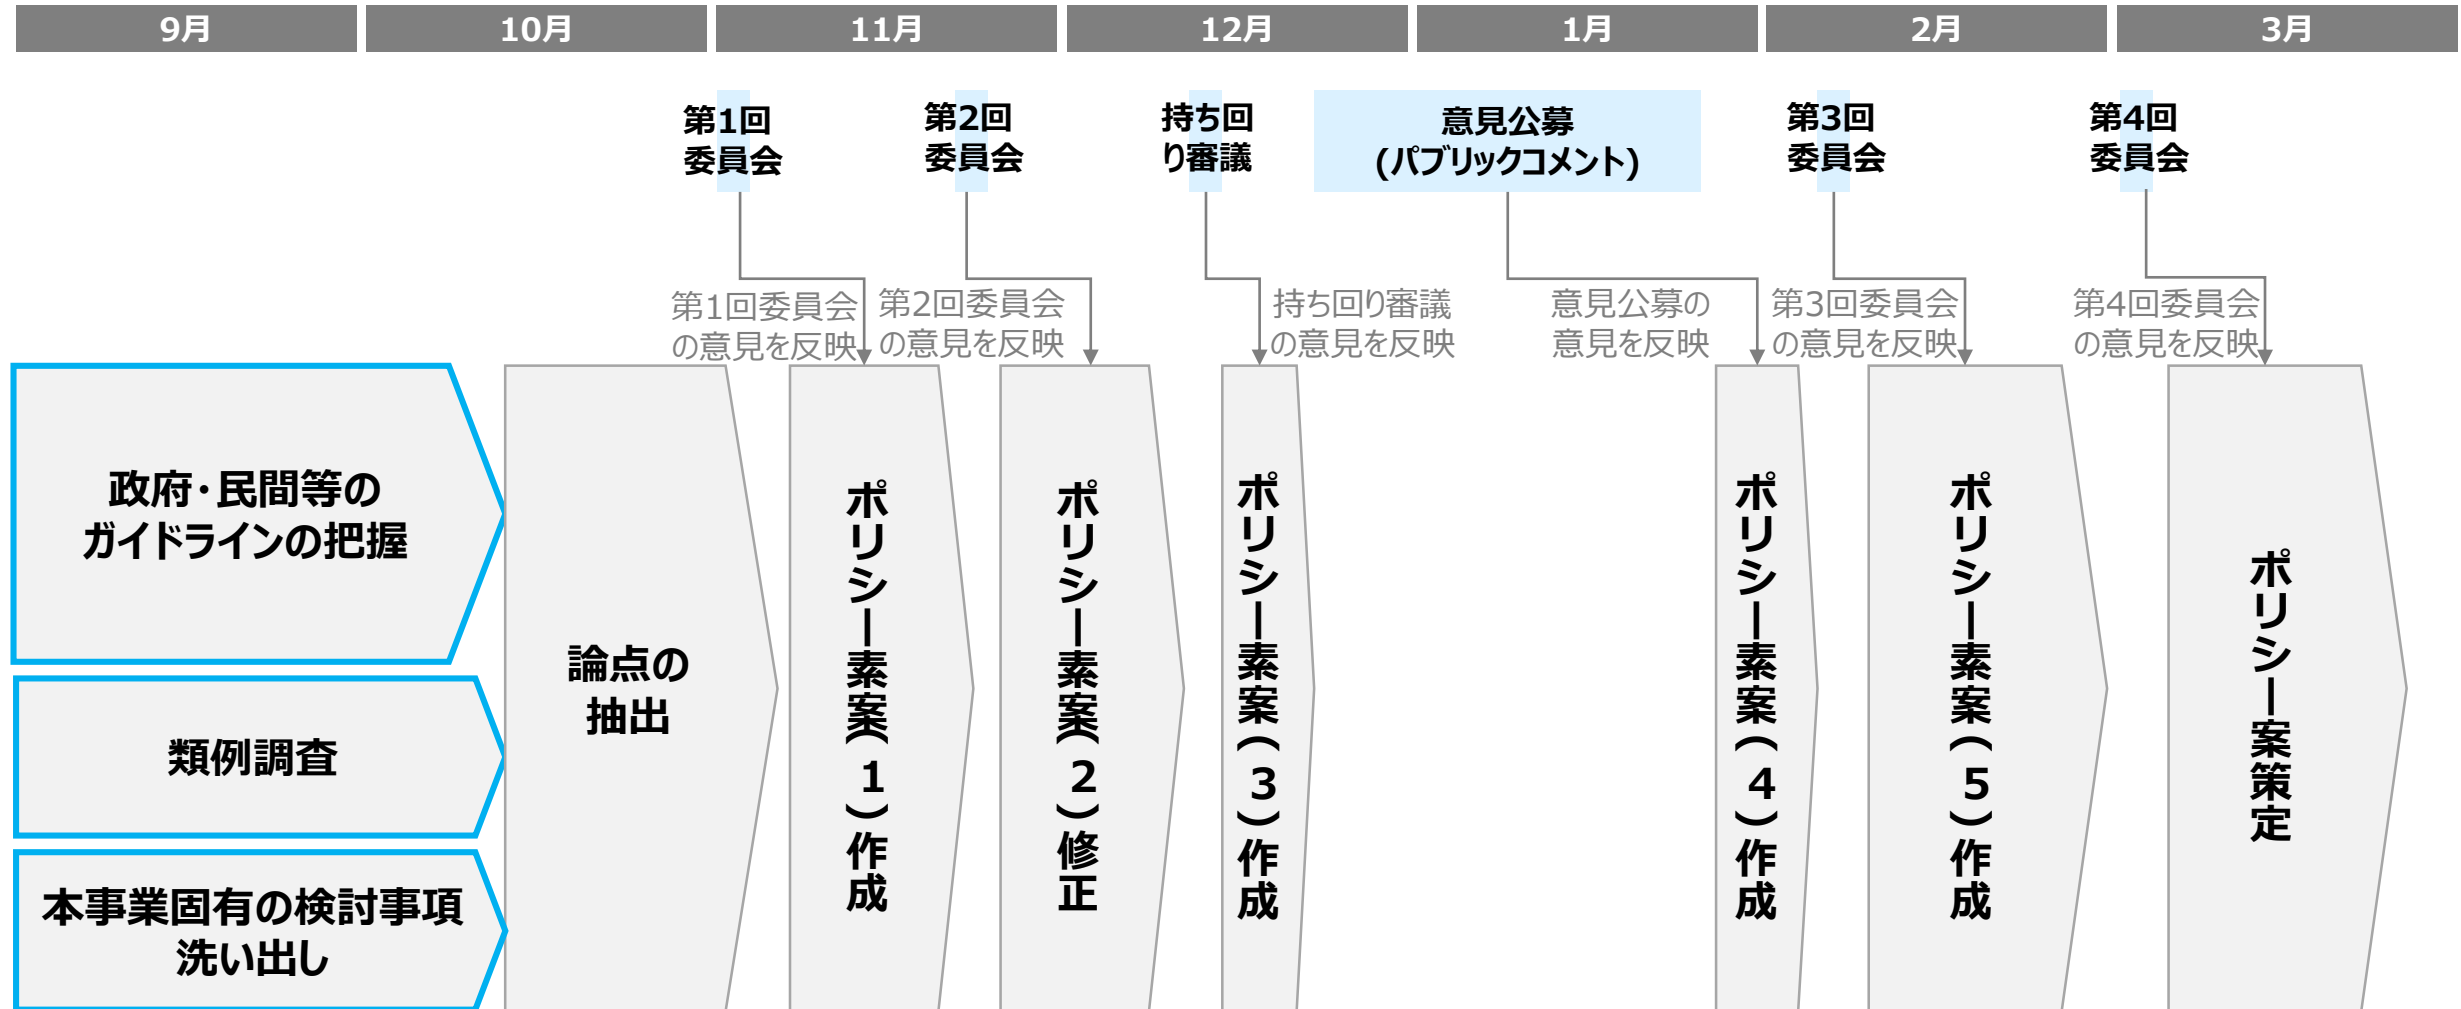 9月
10月
11月
12月
1月
2月
3月
第1回
委員会
第2回
委員会
持ち回
り審議
意見公募
(パブリックコメント)
第3回
委員会
第4回
委員会
第1回委員会
の意見を反映
第2回委員会
の意見を反映
持ち回り審議
の意見を反映
意見公募の
意見を反映
第3回委員会
の意見を反映
第4回委員会
の意見を反映
政府・民間等の
ガイドラインの把握
類例調査
本事業固有の検討事項
洗い出し
論点の
抽出
ポリシー素案(1)作成
ポリシー素案(2)修正
ポリシー素案(3)作成
ポリシー素案(4)作成
ポリシー素案(5)作成
ポリシー案策定